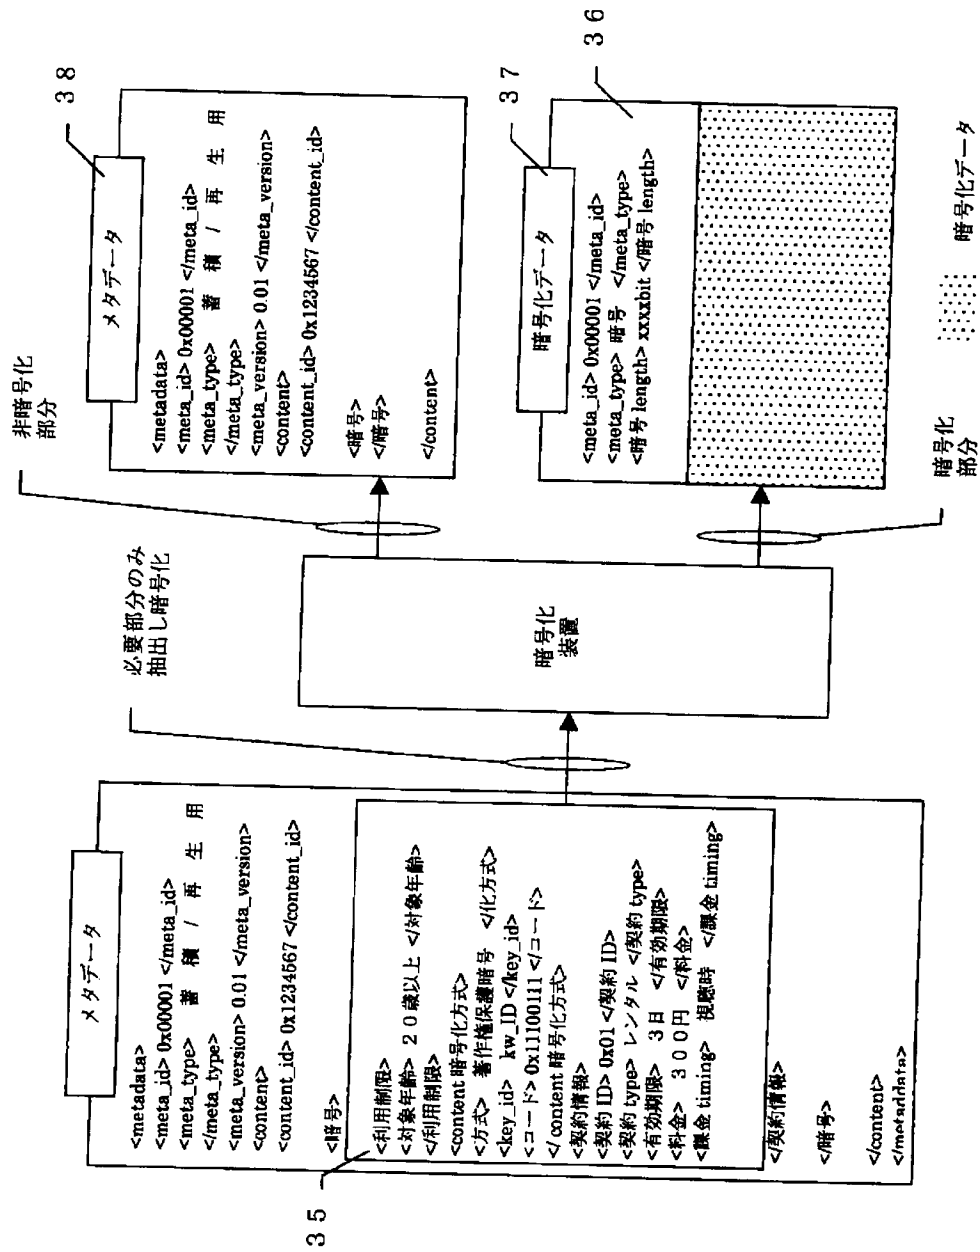 メタデータ
<metadata>
<meta_id> 0x00001 </meta_id>
<meta_type> 蓄 積 / 再 生 用
</meta_type>
<meta_version> 0.01 </meta_version>
<content>
<content_id> 0x1234567 </content_id>
<暗号>
<利用制限>
<対象年齢> 20歳以上 </対象年齢>
</利用制限>
<content 暗号化方式>
<方式> 著作権保護暗号 </化方式>
<key_id> kw_ID </key_id>
<コード> 0x11100111 </コード>
</content 暗号化方式>
<契約情報>
<契約 ID> 0x01 </契約 ID>
<契約 type> レンタル </契約 type>
<有効期限> 3日 </有効期限>
<料金> 300円 </料金>
<課金 timing> 視聴時 </課金 timing>
</契約情報>
</暗号>
</content>
</metaddata>
35
必要部分のみ
抽出し暗号化
暗号化
装置
非暗号化
部分
38
メタデータ
<metadata>
<meta_id> 0x00001 </meta_id>
<meta_type> 蓄 積 / 再 生 用
</meta_type>
<meta_version> 0.01 </meta_version>
<content>
<content_id> 0x1234567 </content_id>
<暗号>
</暗号>
</content>
暗号化
部分
37
36
暗号化データ
<meta_id> 0x00001 </meta_id>
<meta_type> 暗号 </meta_type>
<暗号 length> xxxxbit </暗号 length>
暗号化データ